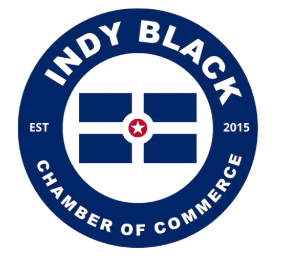 INDY BLACK
EST
2015
CHAMBER OF COMMERCE